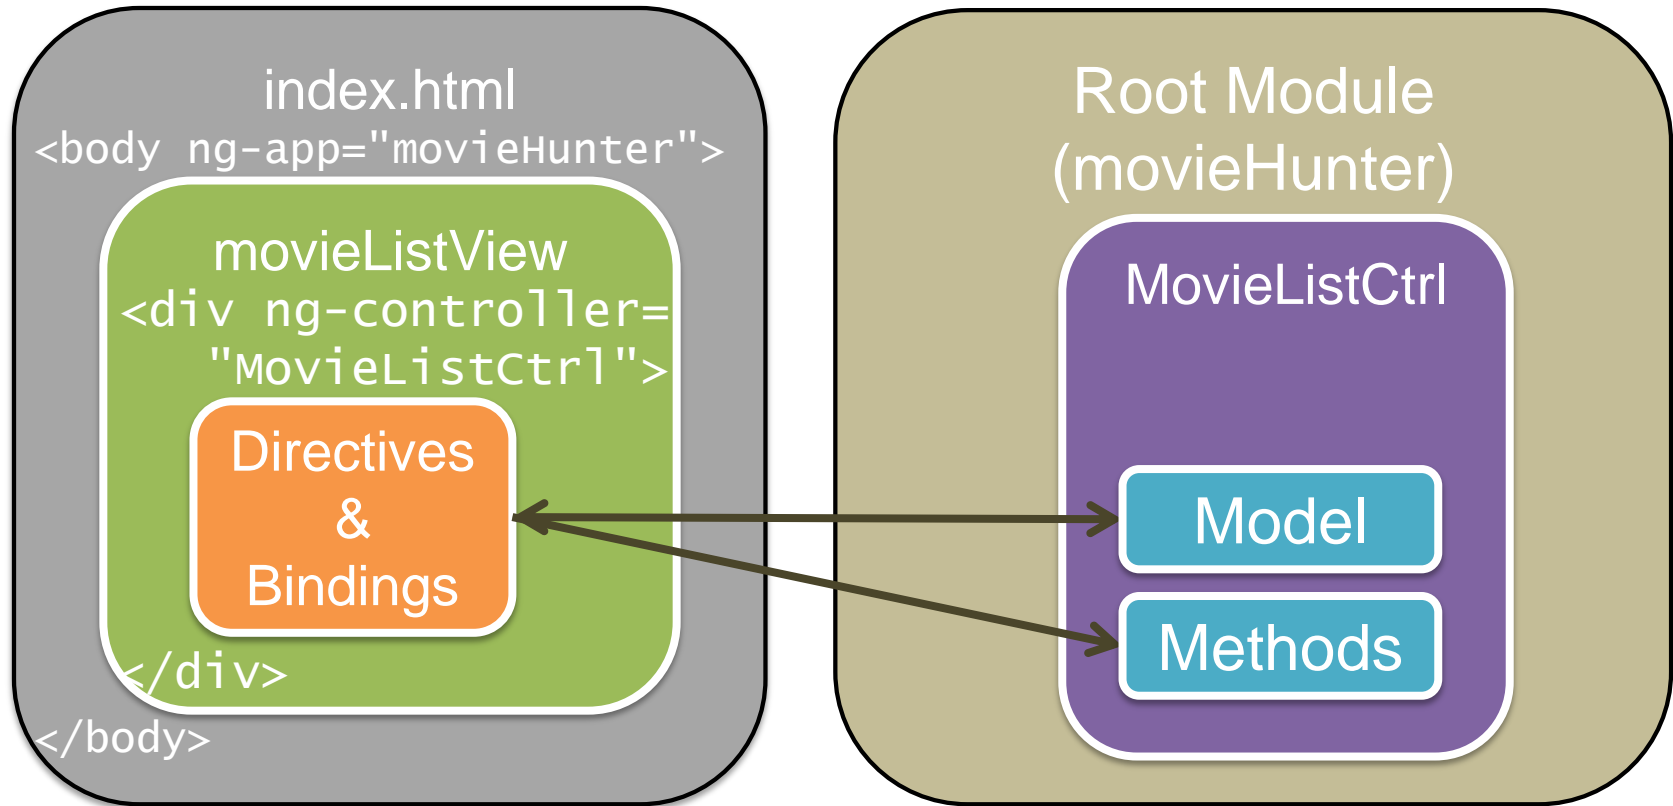 index.html
<body ng-app="movieHunter">
movieListView
<div ng-controller=
"MovieListCtrl">
Directives
&
Bindings
</div>
</body>
Root Module
(movieHunter)
MovieListCtrl
Model
Methods